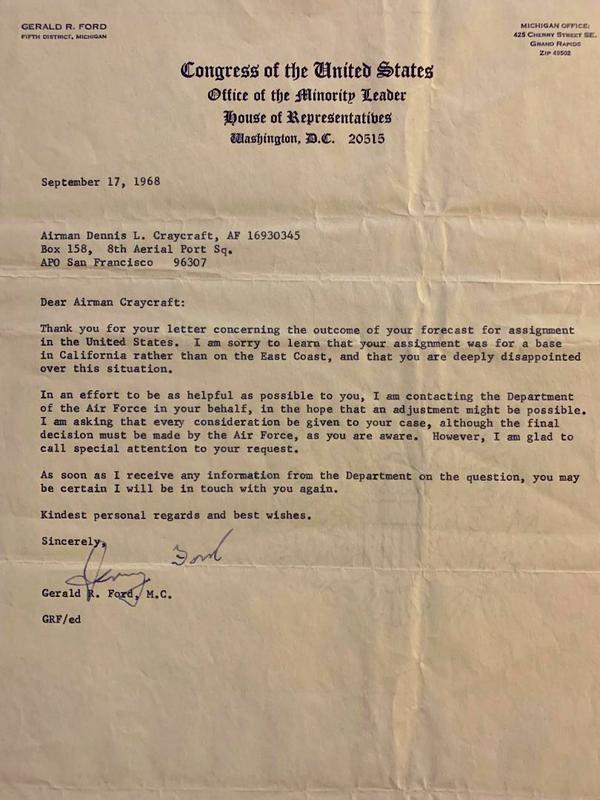 GERALD R. FORD
FIFTH DISTRICT, MICHIGAN
MICHIGAN OFFICE:
425 CHERRY STREET SE.
GRAND RAPIDS
ZIP 49502
Congress of the United States
Office of the Minority Leader
House of Representatives
Washington, D.C. 20515
September 17, 1968
Airman Dennis L. Craycraft, AF 16930345
Box 158, 8th Aerial Port Sq.
APO San Francisco 96307
Dear Airman Craycraft:
Thank you for your letter concerning the outcome of your forecast for assignment
in the United States. I am sorry to learn that your assignment was for a base
in California rather than on the East Coast, and that you are deeply disappointed
over this situation.
In an effort to be as helpful as possible to you, I am contacting the Department
of the Air Force in your behalf, in the hope that an adjustment might be possible.
I am asking that every consideration be given to your case, although the final
decision must be made by the Air Force, as you are aware. However, I am glad to
call special attention to your request.
As soon as I receive any information from the Department on the question, you may
be certain I will be in touch with you again.
Kindest personal regards and best wishes.
Sincerely,
Jerry Ford
Gerald R. Ford, M.C.
GRF/ed